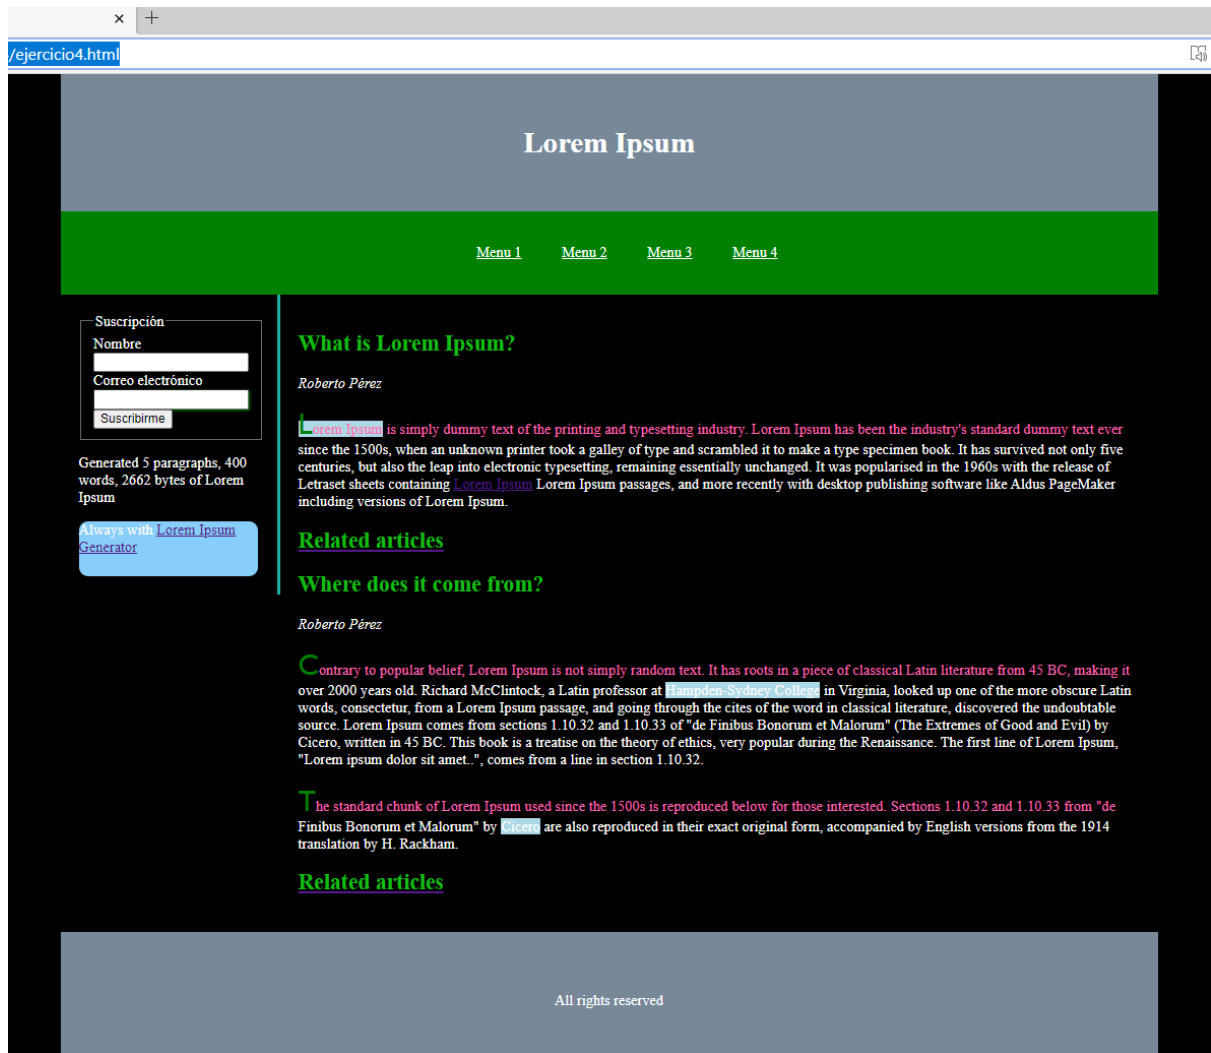 /ejercicio4.html
Lorem Ipsum
Menu 1 Menu 2 Menu 3 Menu 4
Suscripción
Nombre
Correo electrónico
Suscribirme
Generated 5 paragraphs, 400
words, 2662 bytes of Lorem
Ipsum
Always with Lorem Ipsum
Generator
What is Lorem Ipsum?
Roberto Pérez
Lorem Ipsum is simply dummy text of the printing and typesetting industry. Lorem Ipsum has been the industry's standard dummy text ever
since the 1500s, when an unknown printer took a galley of type and scrambled it to make a type specimen book. It has survived not only five
centuries, but also the leap into electronic typesetting, remaining essentially unchanged. It was popularised in the 1960s with the release of
Letraset sheets containing Lorem Ipsum Lorem Ipsum passages, and more recently with desktop publishing software like Aldus PageMaker
including versions of Lorem Ipsum.
Related articles
Where does it come from?
Roberto Pérez
Contrary to popular belief, Lorem Ipsum is not simply random text. It has roots in a piece of classical Latin literature from 45 BC, making it
over 2000 years old. Richard McClintock, a Latin professor at Hampden-Sydney College in Virginia, looked up one of the more obscure Latin
words, consectetur, from a Lorem Ipsum passage, and going through the cites of the word in classical literature, discovered the undoubtable
source. Lorem Ipsum comes from sections 1.10.32 and 1.10.33 of "de Finibus Bonorum et Malorum" (The Extremes of Good and Evil) by
Cicero, written in 45 BC. This book is a treatise on the theory of ethics, very popular during the Renaissance. The first line of Lorem Ipsum,
"Lorem ipsum dolor sit amet..", comes from a line in section 1.10.32.
The standard chunk of Lorem Ipsum used since the 1500s is reproduced below for those interested. Sections 1.10.32 and 1.10.33 from "de
Finibus Bonorum et Malorum" by Cicero are also reproduced in their exact original form, accompanied by English versions from the 1914
translation by H. Rackham.
Related articles
All rights reserved